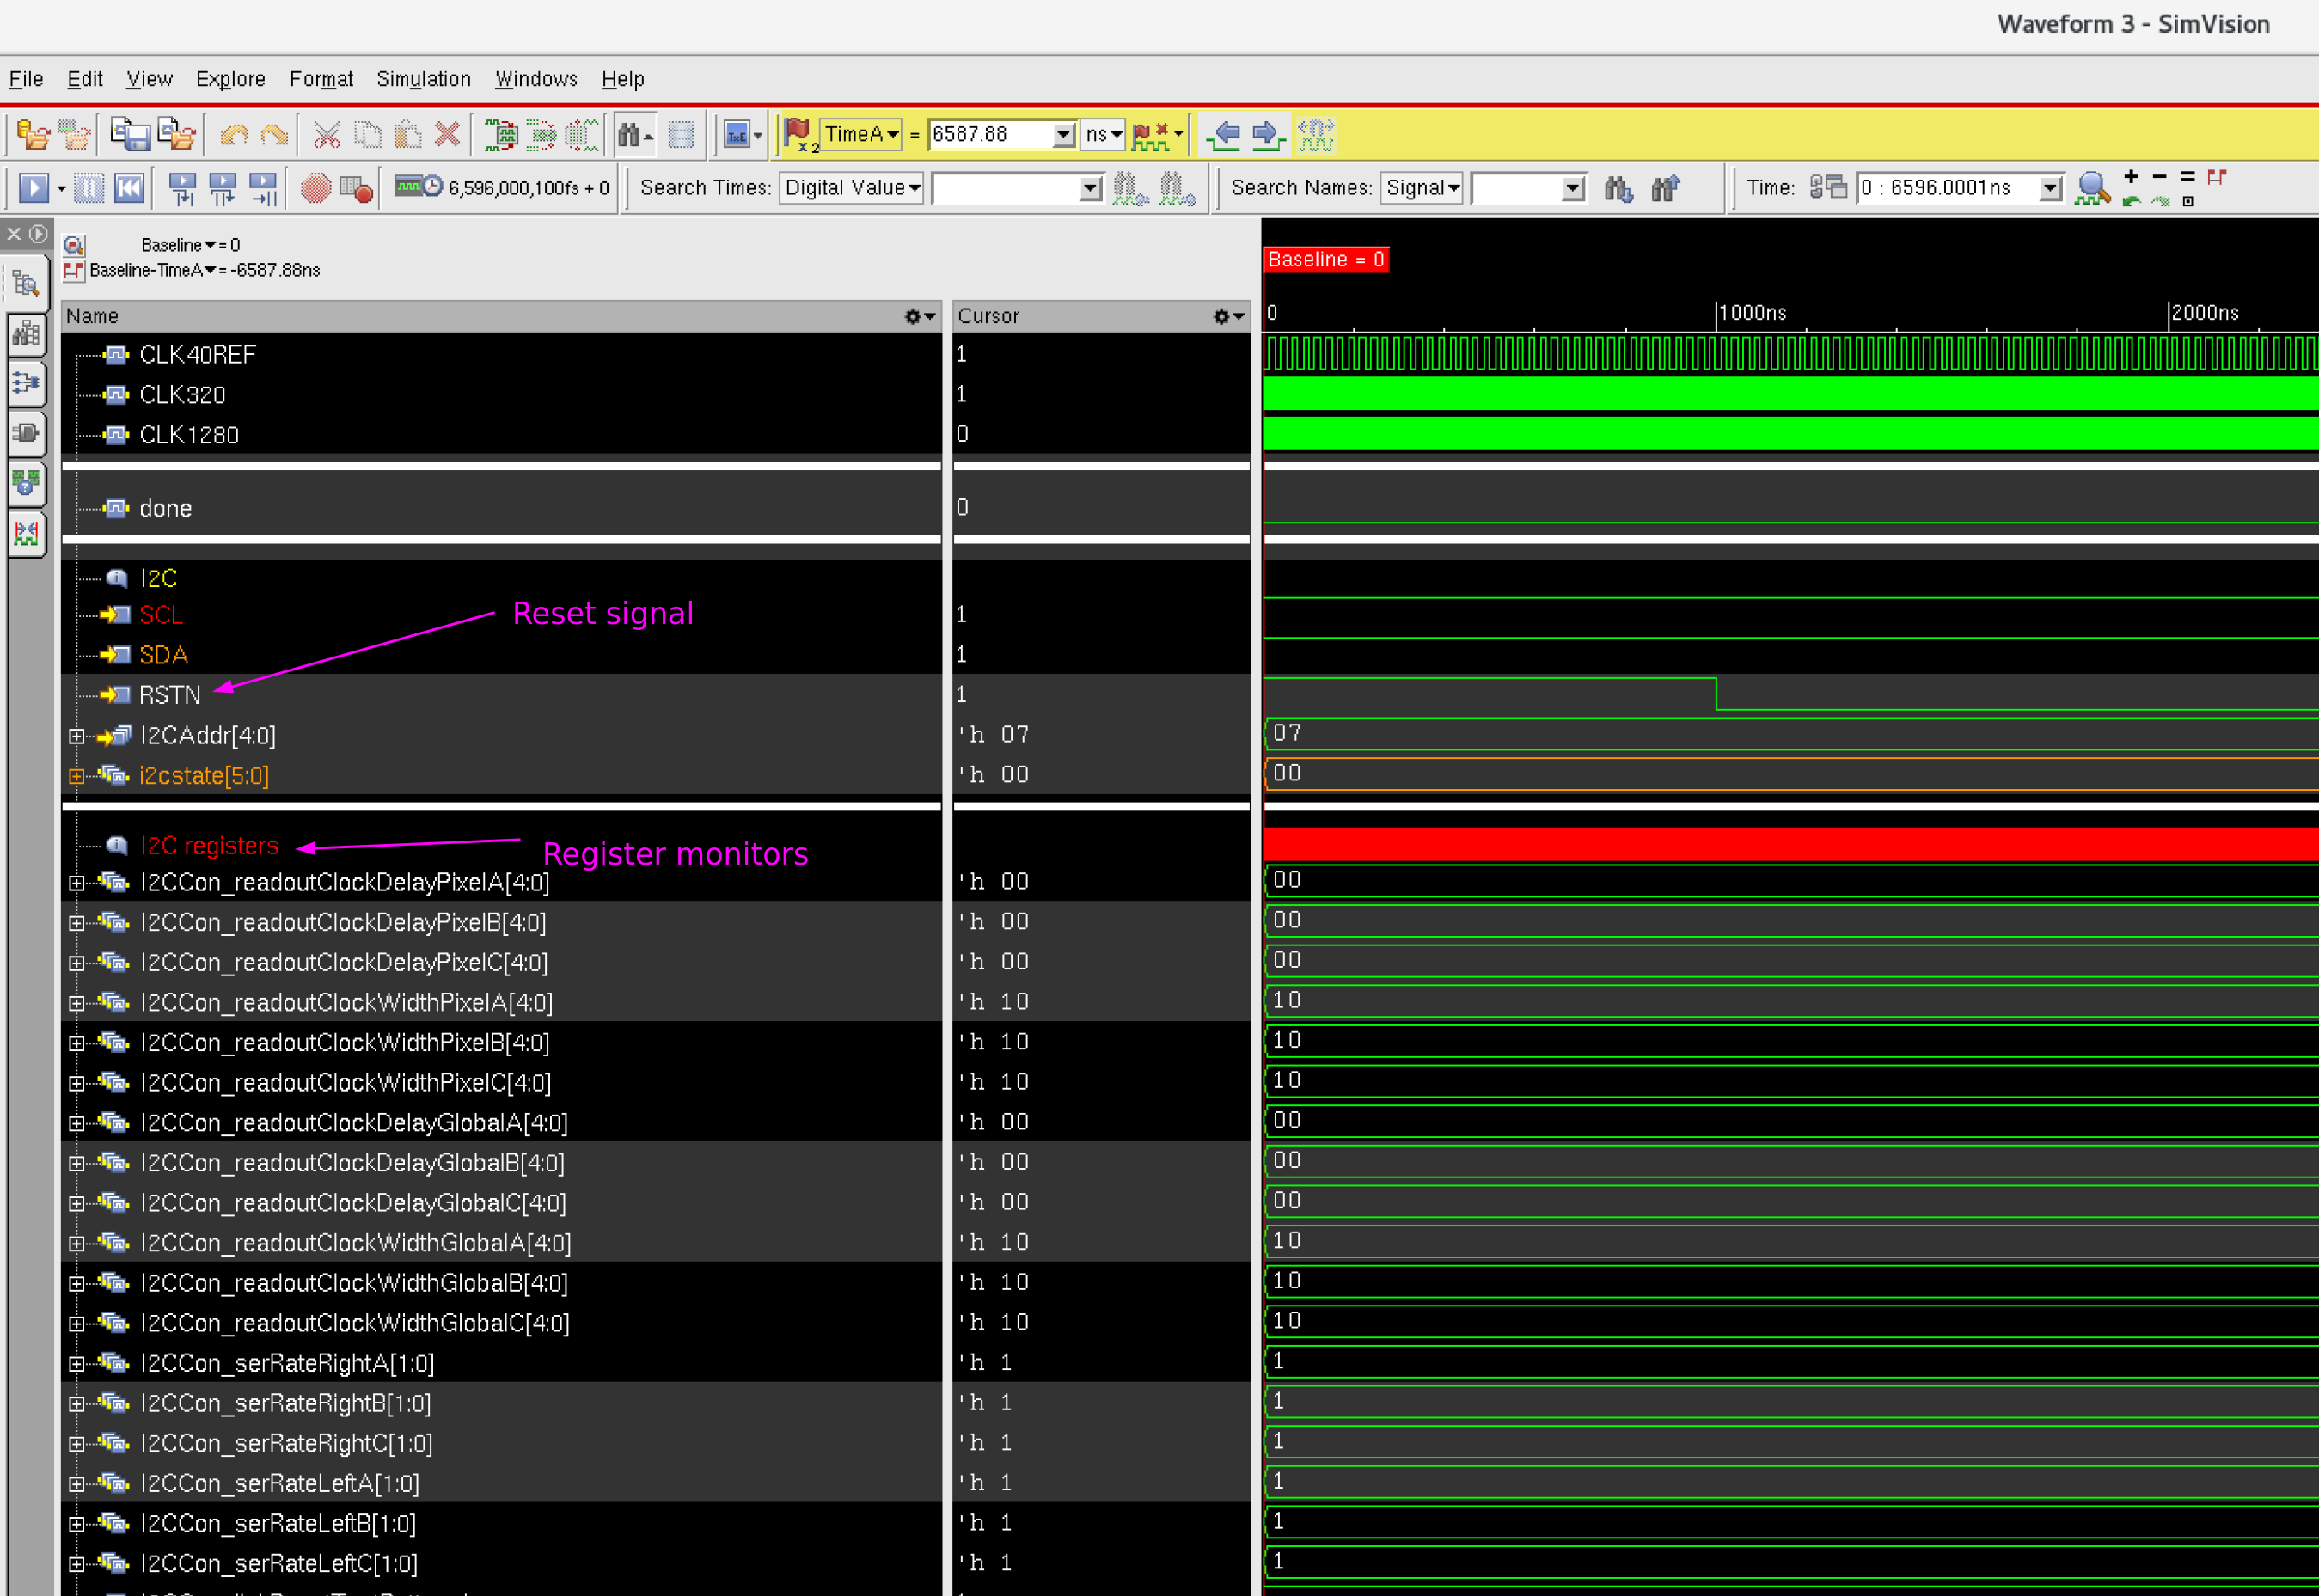 Waveform 3 - SimVision
File Edit View Explore Format Simulation Windows Help
TimeA = 6587.88 ns
6,596,000,100fs + 0 Search Times: Digital Value Search Names: Signal Time: 0 : 6596.0001ns
Baseline = 0
Baseline-TimeA = -6587.88ns
Baseline = 0
Name Cursor 0 1000ns 2000ns
CLK40REF 1
CLK320 1
CLK1280 0
done 0
I2C
SCL 1
Reset signal
SDA 1
RSTN 1
I2CAddr[4:0] 'h 07 07
i2cstate[5:0] 'h 00 00
I2C registers
Register monitors
I2CCon_readoutClockDelayPixelA[4:0] 'h 00 00
I2CCon_readoutClockDelayPixelB[4:0] 'h 00 00
I2CCon_readoutClockDelayPixelC[4:0] 'h 00 00
I2CCon_readoutClockWidthPixelA[4:0] 'h 10 10
I2CCon_readoutClockWidthPixelB[4:0] 'h 10 10
I2CCon_readoutClockWidthPixelC[4:0] 'h 10 10
I2CCon_readoutClockDelayGlobalA[4:0] 'h 00 00
I2CCon_readoutClockDelayGlobalB[4:0] 'h 00 00
I2CCon_readoutClockDelayGlobalC[4:0] 'h 00 00
I2CCon_readoutClockWidthGlobalA[4:0] 'h 10 10
I2CCon_readoutClockWidthGlobalB[4:0] 'h 10 10
I2CCon_readoutClockWidthGlobalC[4:0] 'h 10 10
I2CCon_serRateRightA[1:0] 'h 1 1
I2CCon_serRateRightB[1:0] 'h 1 1
I2CCon_serRateRightC[1:0] 'h 1 1
I2CCon_serRateLeftA[1:0] 'h 1 1
I2CCon_serRateLeftB[1:0] 'h 1 1
I2CCon_serRateLeftC[1:0] 'h 1 1